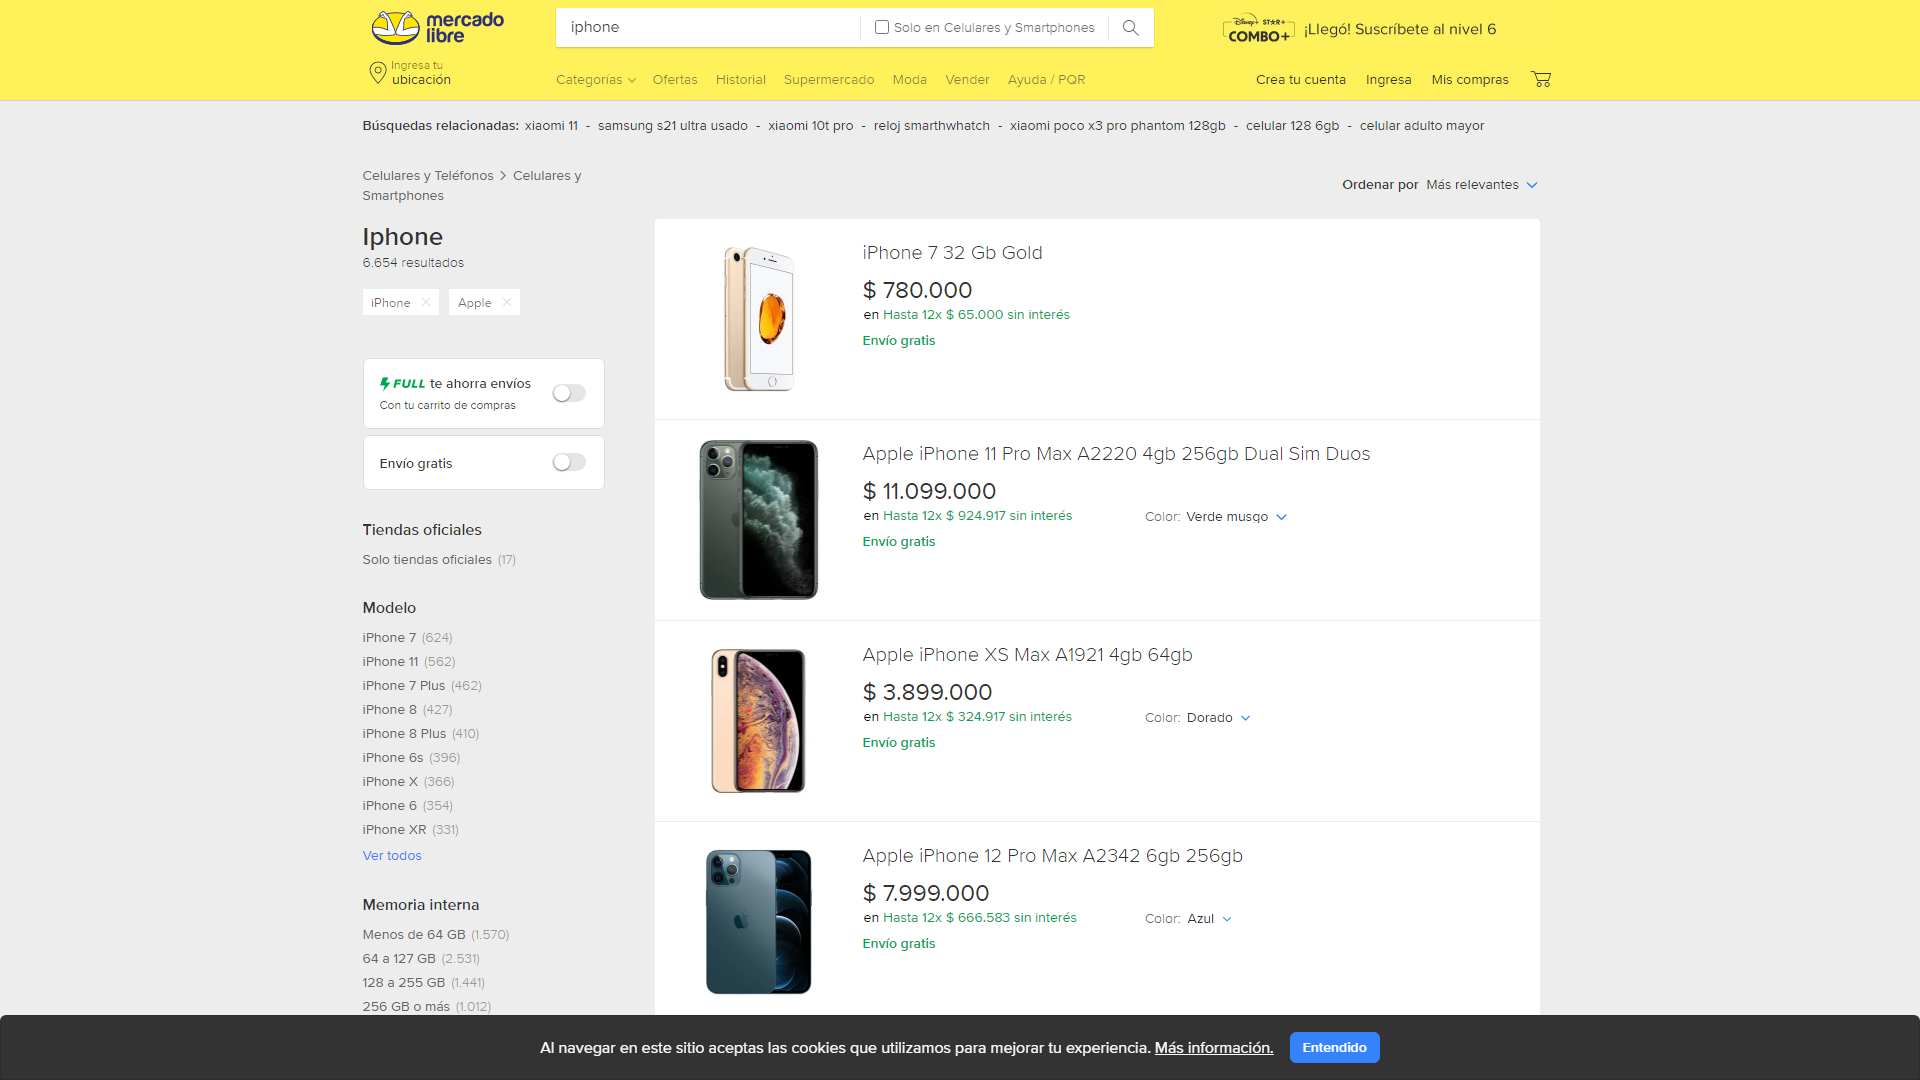 mercado
libre
iphone
Solo en Celulares y Smartphones
Disney+ STAR+
COMBO+
¡Llegó! Suscríbete al nivel 6
Ingresa tu
ubicación
Categorías
Ofertas
Historial
Supermercado
Moda
Vender
Ayuda / PQR
Crea tu cuenta
Ingresa
Mis compras
Búsquedas relacionadas: xiaomi 11 - samsung s21 ultra usado - xiaomi 10t pro - reloj smarthwhatch - xiaomi poco x3 pro phantom 128gb - celular 128 6gb - celular adulto mayor
Celulares y Teléfonos > Celulares y
Smartphones
Ordenar por Más relevantes
Iphone
6.654 resultados
iPhone
Apple
FULL te ahorra envíos
Con tu carrito de compras
Envío gratis
Tiendas oficiales
Solo tiendas oficiales (17)
Modelo
iPhone 7 (624)
iPhone 11 (562)
iPhone 7 Plus (462)
iPhone 8 (427)
iPhone 8 Plus (410)
iPhone 6s (396)
iPhone X (366)
iPhone 6 (354)
iPhone XR (331)
Ver todos
Memoria interna
Menos de 64 GB (1.570)
64 a 127 GB (2.531)
128 a 255 GB (1.441)
256 GB o más (1.012)
iPhone 7 32 Gb Gold
$ 780.000
en Hasta 12x $ 65.000 sin interés
Envío gratis
Apple iPhone 11 Pro Max A2220 4gb 256gb Dual Sim Duos
$ 11.099.000
en Hasta 12x $ 924.917 sin interés
Color: Verde musgo
Envío gratis
Apple iPhone XS Max A1921 4gb 64gb
$ 3.899.000
en Hasta 12x $ 324.917 sin interés
Color: Dorado
Envío gratis
Apple iPhone 12 Pro Max A2342 6gb 256gb
$ 7.999.000
en Hasta 12x $ 666.583 sin interés
Color: Azul
Envío gratis
Al navegar en este sitio aceptas las cookies que utilizamos para mejorar tu experiencia. Más información.
Entendido